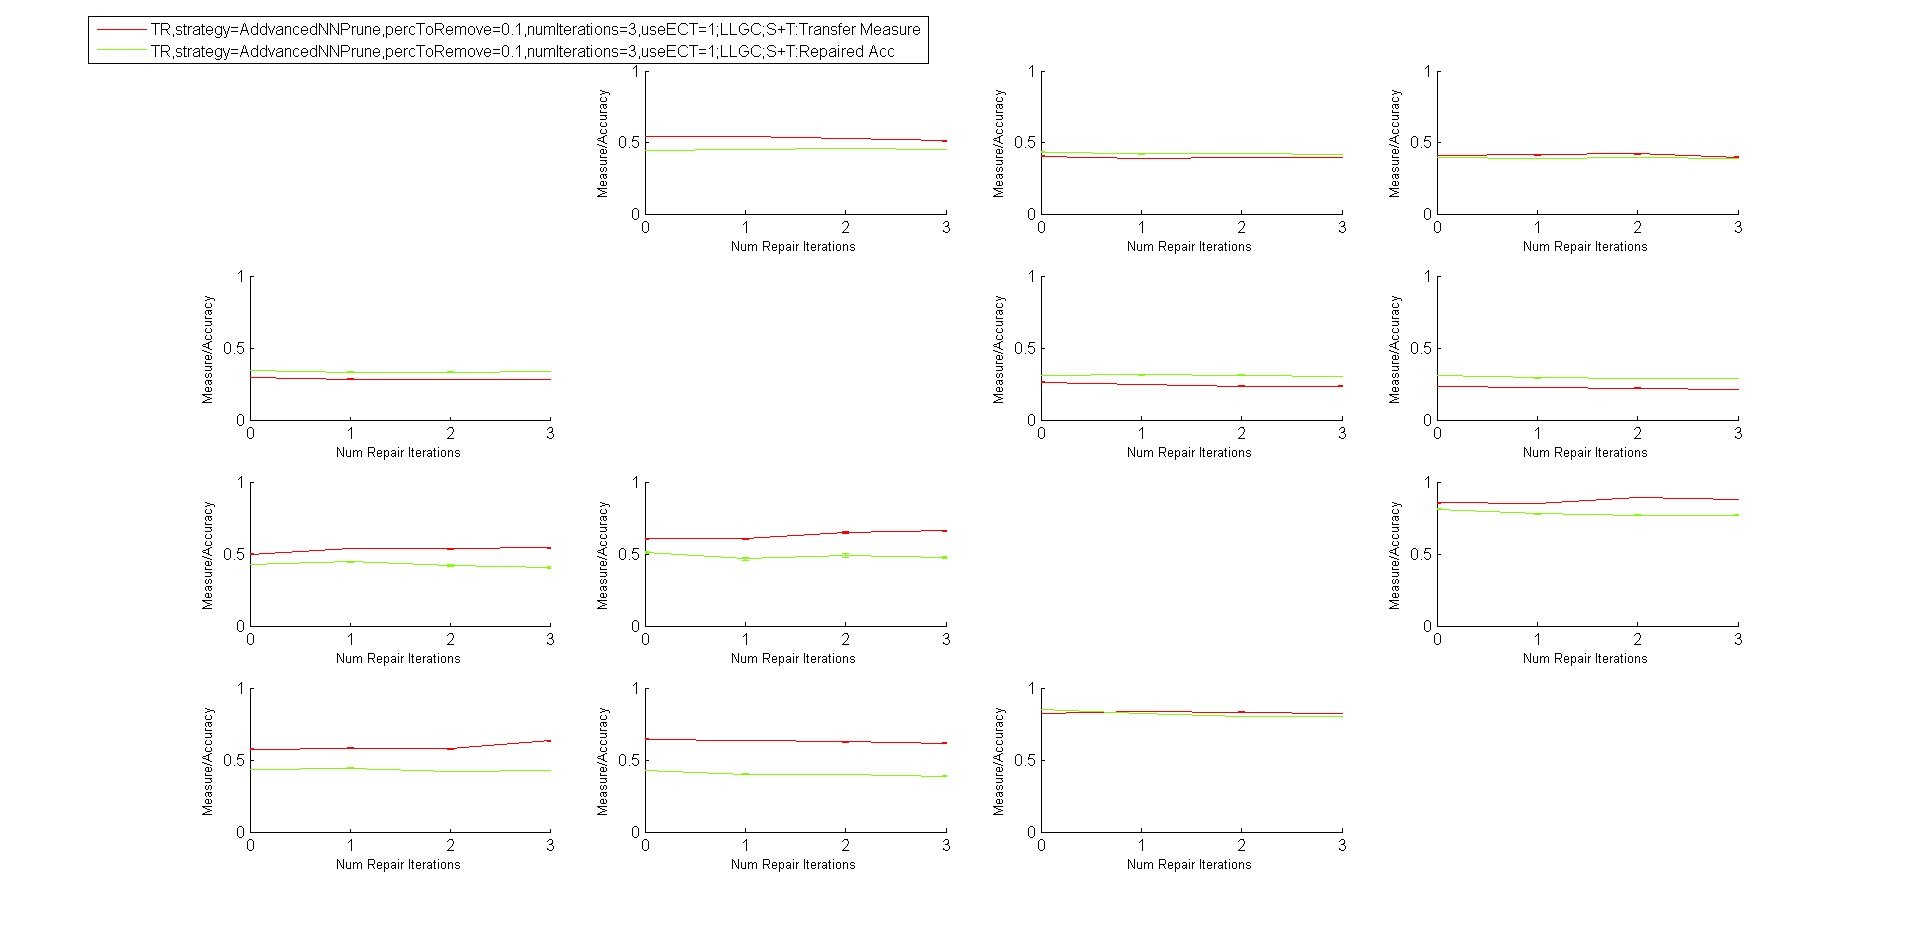 TR,strategy=AddvancedNNPrune,percToRemove=0.1,numIterations=3,useECT=1;LLGC;S+T:Transfer Measure
TR,strategy=AddvancedNNPrune,percToRemove=0.1,numIterations=3,useECT=1;LLGC;S+T:Repaired Acc
1
0.5
0
Measure/Accuracy
0 1 2 3
Num Repair Iterations
1
0.5
0
Measure/Accuracy
0 1 2 3
Num Repair Iterations
1
0.5
0
Measure/Accuracy
0 1 2 3
Num Repair Iterations
1
0.5
0
Measure/Accuracy
0 1 2 3
Num Repair Iterations
1
0.5
0
Measure/Accuracy
0 1 2 3
Num Repair Iterations
1
0.5
0
Measure/Accuracy
0 1 2 3
Num Repair Iterations
1
0.5
0
Measure/Accuracy
0 1 2 3
Num Repair Iterations
1
0.5
0
Measure/Accuracy
0 1 2 3
Num Repair Iterations
1
0.5
0
Measure/Accuracy
0 1 2 3
Num Repair Iterations
1
0.5
0
Measure/Accuracy
0 1 2 3
Num Repair Iterations
1
0.5
0
Measure/Accuracy
0 1 2 3
Num Repair Iterations
1
0.5
0
Measure/Accuracy
0 1 2 3
Num Repair Iterations